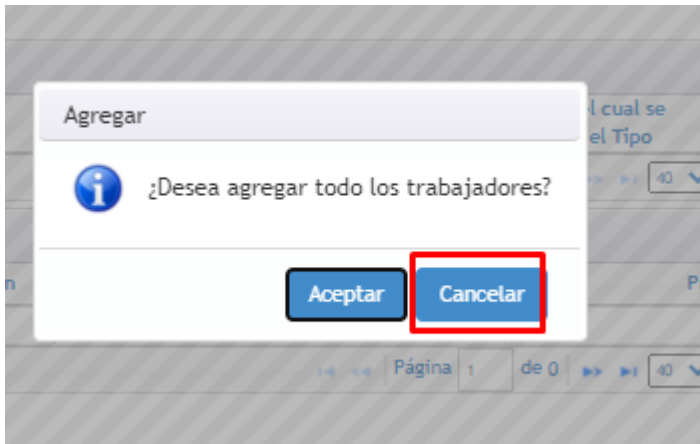 Agregar
l cual se
el Tipo
40
¿Desea agregar todo los trabajadores?
Aceptar
Cancelar
n
P
Página 1 de 0
40